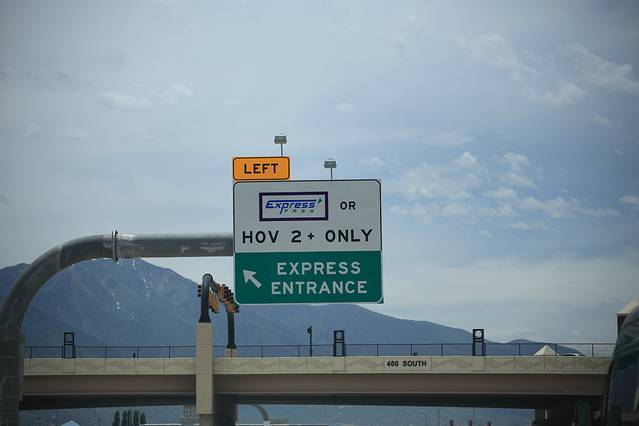 LEFT
Express
PASS
OR
HOV 2+ ONLY
EXPRESS
ENTRANCE
400 SOUTH